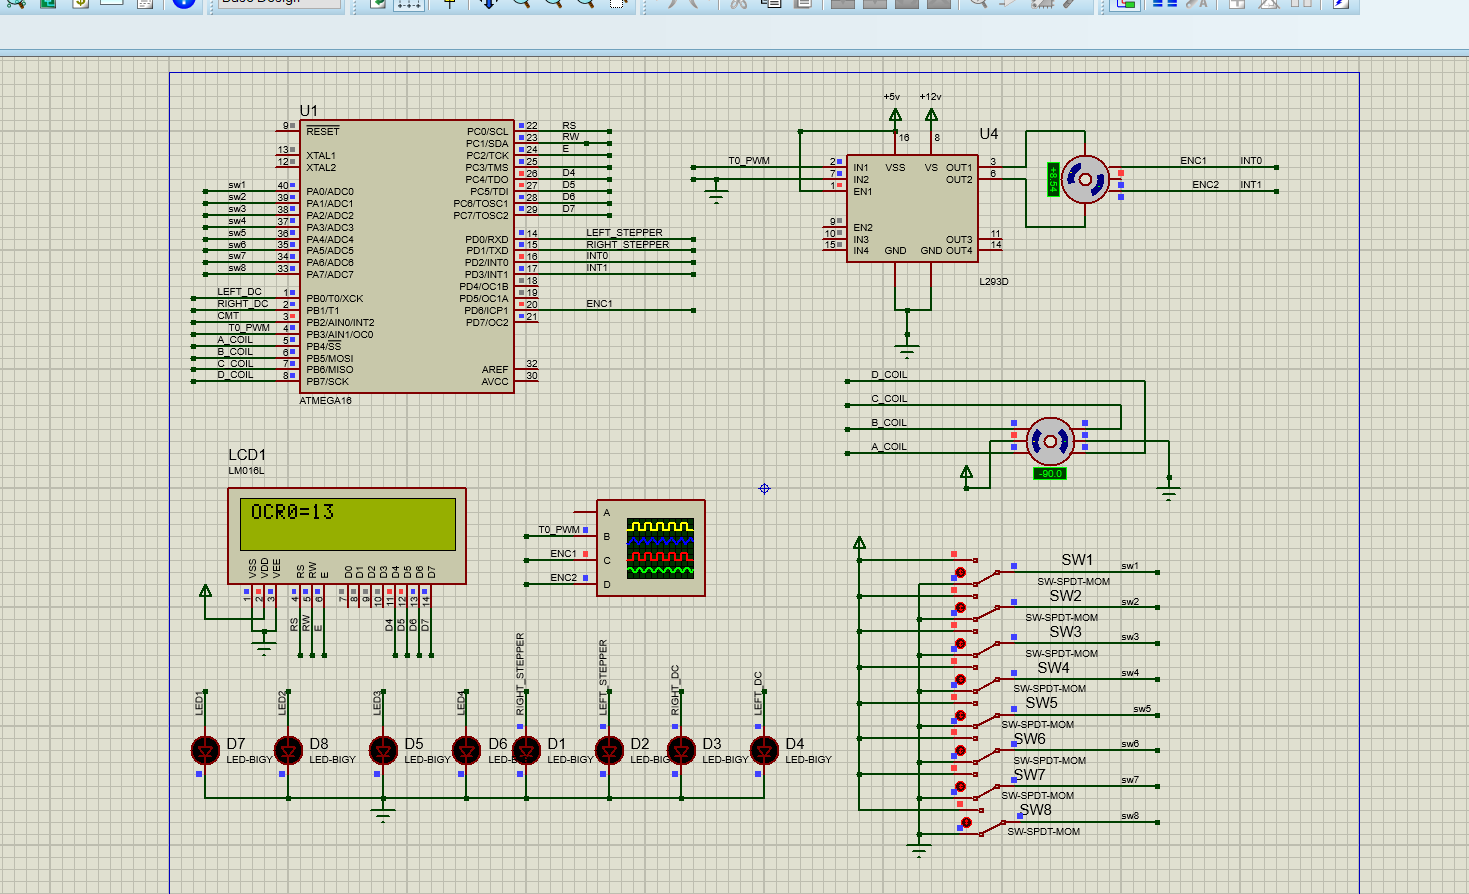 Base Design
U1
9 RESET
13 XTAL1
12 XTAL2
sw1 40 PA0/ADC0
sw2 39 PA1/ADC1
sw3 38 PA2/ADC2
sw4 37 PA3/ADC3
sw5 36 PA4/ADC4
sw6 35 PA5/ADC5
sw7 34 PA6/ADC6
sw8 33 PA7/ADC7
LEFT_DC 1 PB0/T0/XCK
RIGHT_DC 2 PB1/T1
CMT 3 PB2/AIN0/INT2
T0_PWM 4 PB3/AIN1/OC0
A_COIL 5 PB4/SS
B_COIL 6 PB5/MOSI
C_COIL 7 PB6/MISO
D_COIL 8 PB7/SCK
PC0/SCL 22 RS
PC1/SDA 23 RW
PC2/TCK 24 E
PC3/TMS 25
PC4/TDO 26 D4
PC5/TDI 27 D5
PC6/TOSC1 28 D6
PC7/TOSC2 29 D7
PD0/RXD 14 LEFT_STEPPER
PD1/TXD 15 RIGHT_STEPPER
PD2/INT0 16 INT0
PD3/INT1 17 INT1
PD4/OC1B 18
PD5/OC1A 19
PD6/ICP1 20 ENC1
PD7/OC2 21
AREF 32
AVCC 30
ATMEGA16
+5v +12v
16 8 U4
T0_PWM 2 IN1 VSS VS OUT1 3
7 IN2 OUT2 6
1 EN1
9 EN2
10 IN3 OUT3 11
15 IN4 GND GND OUT4 14
L293D
+8.54
ENC1 INT0
ENC2 INT1
D_COIL
C_COIL
B_COIL
A_COIL
-90.0
LCD1
LM016L
OCR0=13
VSS VDD VEE RS RW E D0 D1 D2 D3 D4 D5 D6 D7
1 2 3 4 5 6 7 8 9 10 11 12 13 14
RS RW E D4 D5 D6 D7
A
T0_PWM B
ENC1 C
ENC2 D
LED1 LED2 LED3 LED4 RIGHT_STEPPER LEFT_STEPPER RIGHT_DC LEFT_DC
D7 D8 D5 D6 D1 D2 D3 D4
LED-BIGY LED-BIGY LED-BIGY LED-B LED-BIGY LED-BIG LED-BIGY LED-BIGY
SW1 sw1
SW-SPDT-MOM
SW2 sw2
SW-SPDT-MOM
SW3 sw3
SW-SPDT-MOM
SW4 sw4
SW-SPDT-MOM
SW5 sw5
SW-SPDT-MOM
SW6 sw6
SW-SPDT-MOM
SW7 sw7
SW-SPDT-MOM
SW8 sw8
SW-SPDT-MOM